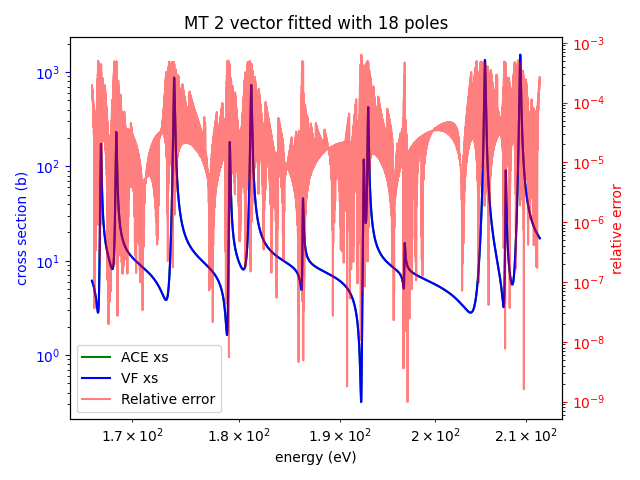 MT 2 vector fitted with 18 poles
cross section (b)
10³
10²
10¹
10⁰
10⁻³
10⁻⁴
10⁻⁵
10⁻⁶
10⁻⁷
10⁻⁸
10⁻⁹
relative error
ACE xs
VF xs
Relative error
1.7 × 10² 1.8 × 10² 1.9 × 10² 2 × 10² 2.1 × 10²
energy (eV)